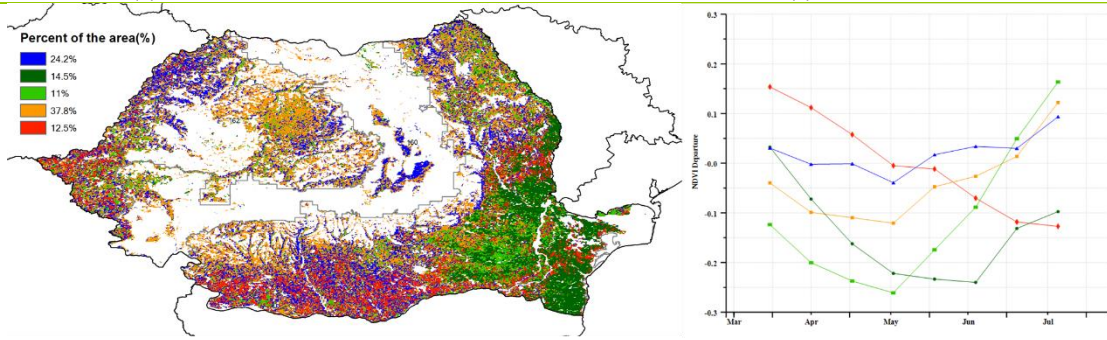 Percent of the area(%)
24.2%
14.5%
11%
37.8%
12.5%
NDVI Departure
0.3
0.2
0.1
-0.0
-0.1
-0.2
-0.3
Mar
Apr
May
Jun
Jul